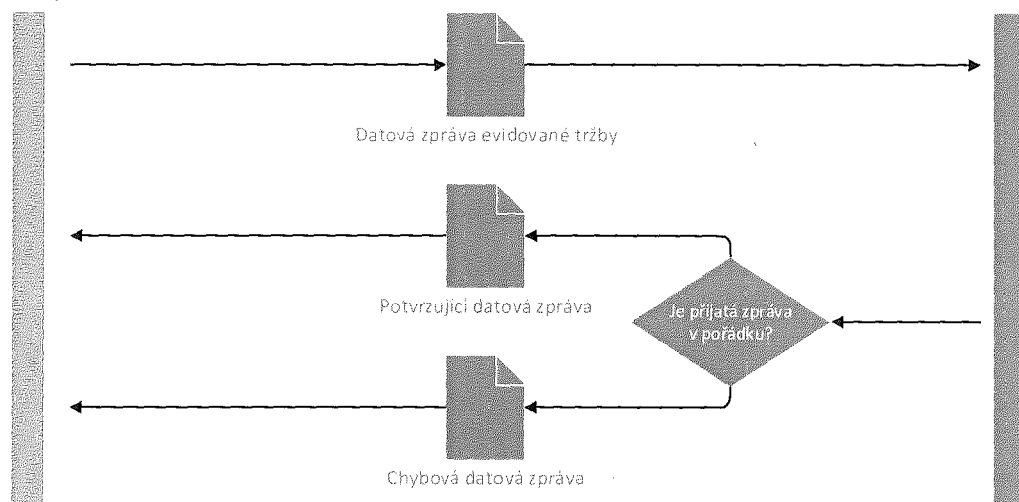 Datová zpráva evidované tržby
Potvrzující datová zpráva
Je přijatá zpráva
v pořádku?
Chybová datová zpráva